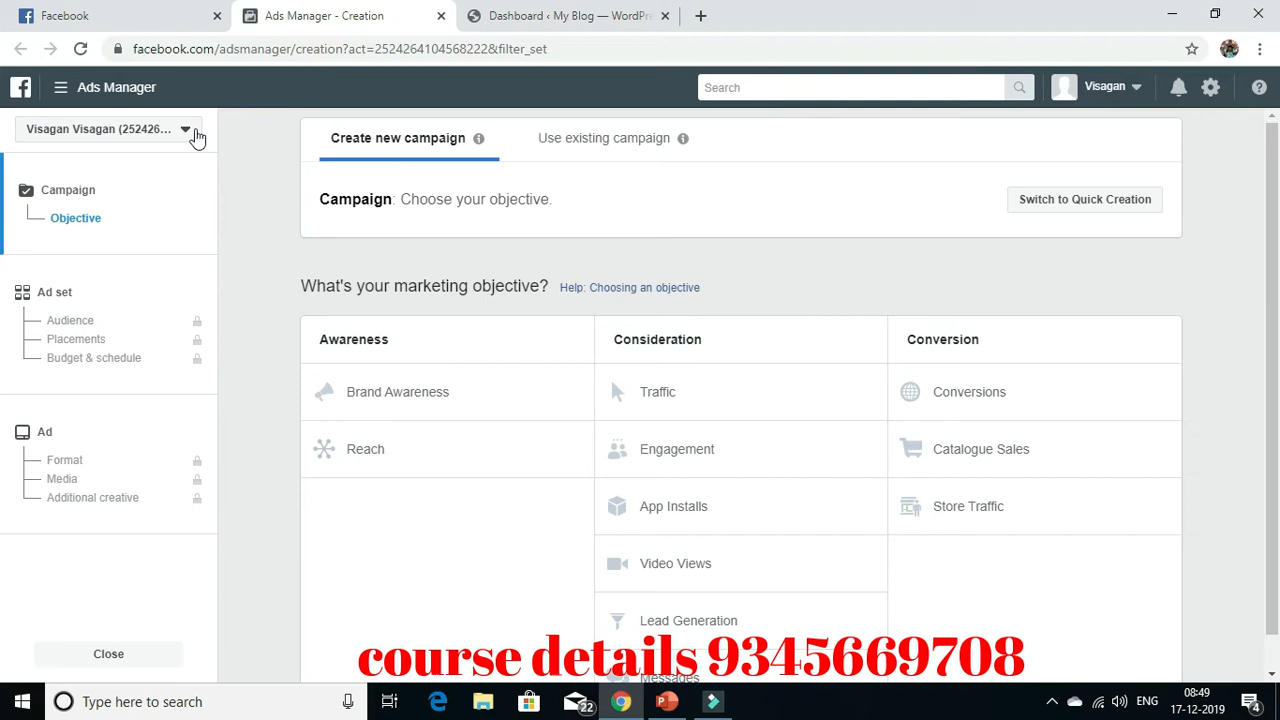 Facebook
Ads Manager - Creation
Dashboard ‹ My Blog — WordPre
facebook.com/adsmanager/creation?act=2524264104568222&filter_set
Ads Manager
Search
Visagan
Visagan Visagan (252426...
Create new campaign
Use existing campaign
Campaign
Objective
Campaign: Choose your objective.
Switch to Quick Creation
What's your marketing objective?
Help: Choosing an objective
Ad set
Audience
Placements
Budget & schedule
Awareness
Consideration
Conversion
Brand Awareness
Traffic
Conversions
Reach
Engagement
Catalogue Sales
Ad
Format
Media
Additional creative
App Installs
Store Traffic
Video Views
Lead Generation
Messages
Close
course details 9345669708
Type here to search
22
ENG
08:49
17-12-2019
4